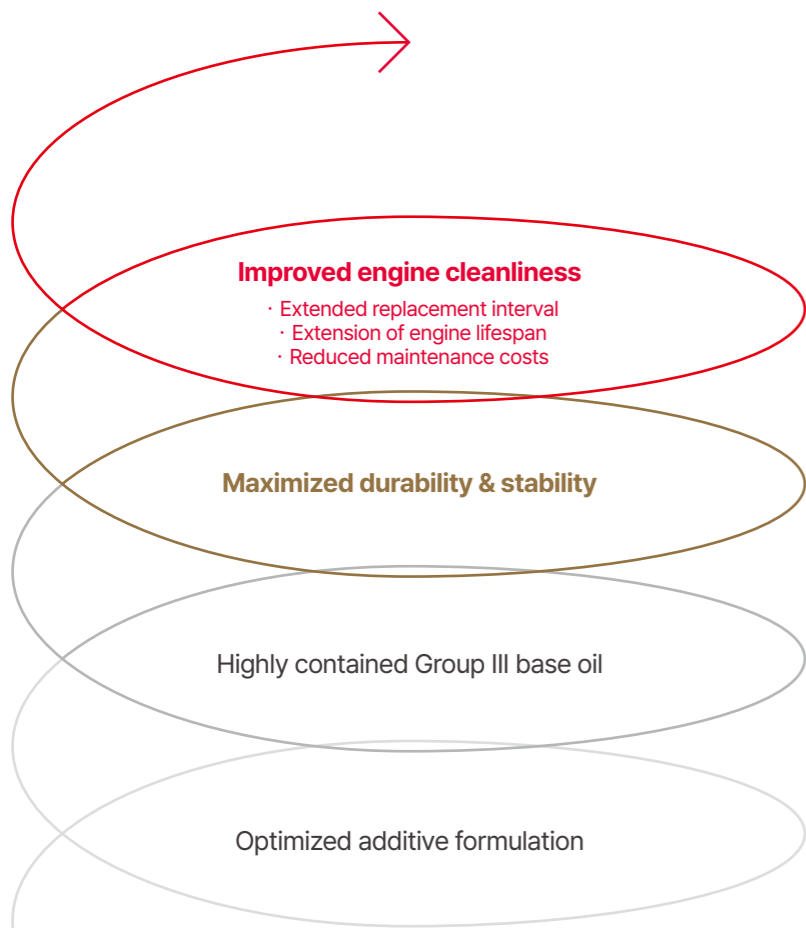 Improved engine cleanliness
· Extended replacement interval
· Extension of engine lifespan
· Reduced maintenance costs
Maximized durability & stability
Highly contained Group III base oil
Optimized additive formulation